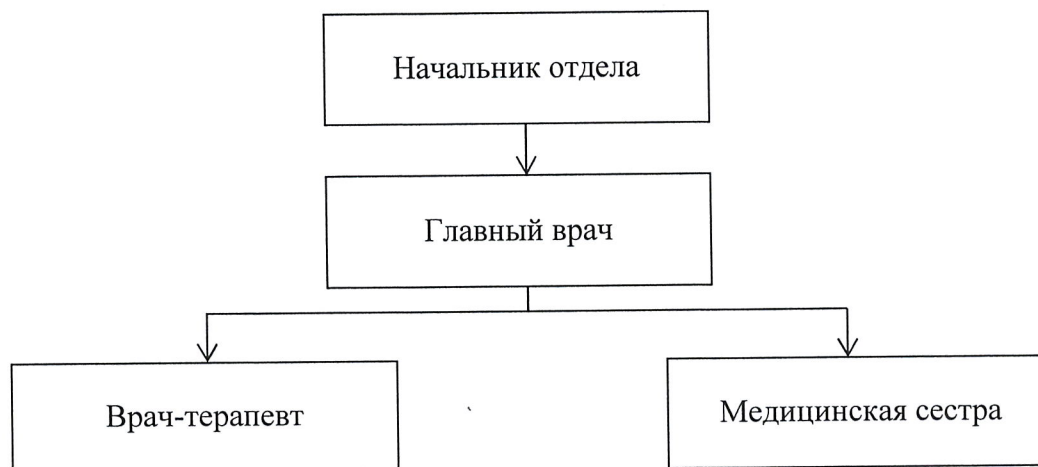 Начальник отдела
Главный врач
Врач-терапевт
Медицинская сестра